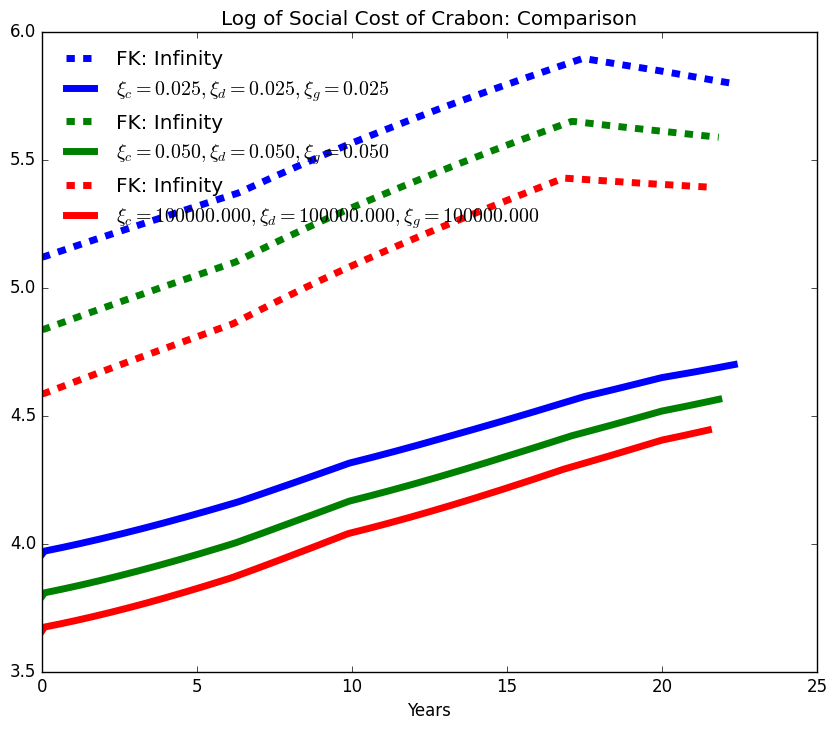 Log of Social Cost of Crabon: Comparison
6.0
5.5
5.0
4.5
4.0
3.5
FK: Infinity
ξc = 0.025, ξd = 0.025, ξg = 0.025
FK: Infinity
ξc = 0.050, ξd = 0.050, ξg = 0.050
FK: Infinity
ξc = 100000.000, ξd = 100000.000, ξg = 100000.000
0 5 10 15 20 25
Years